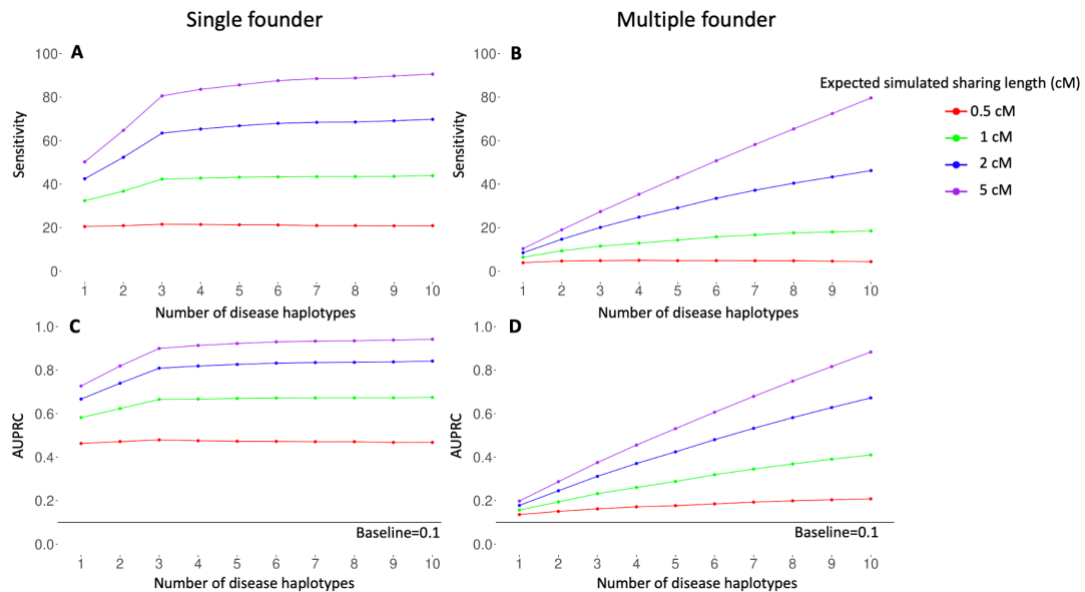 Single founder
Multiple founder
A
B
100
80
60
40
20
0
Sensitivity
1 2 3 4 5 6 7 8 9 10
Number of disease haplotypes
100
80
60
40
20
0
Sensitivity
1 2 3 4 5 6 7 8 9 10
Number of disease haplotypes
Expected simulated sharing length (cM)
0.5 cM
1 cM
2 cM
5 cM
C
D
1.0
0.8
0.6
0.4
0.2
0.0
AUPRC
Baseline=0.1
1 2 3 4 5 6 7 8 9 10
Number of disease haplotypes
1.0
0.8
0.6
0.4
0.2
0.0
AUPRC
Baseline=0.1
1 2 3 4 5 6 7 8 9 10
Number of disease haplotypes